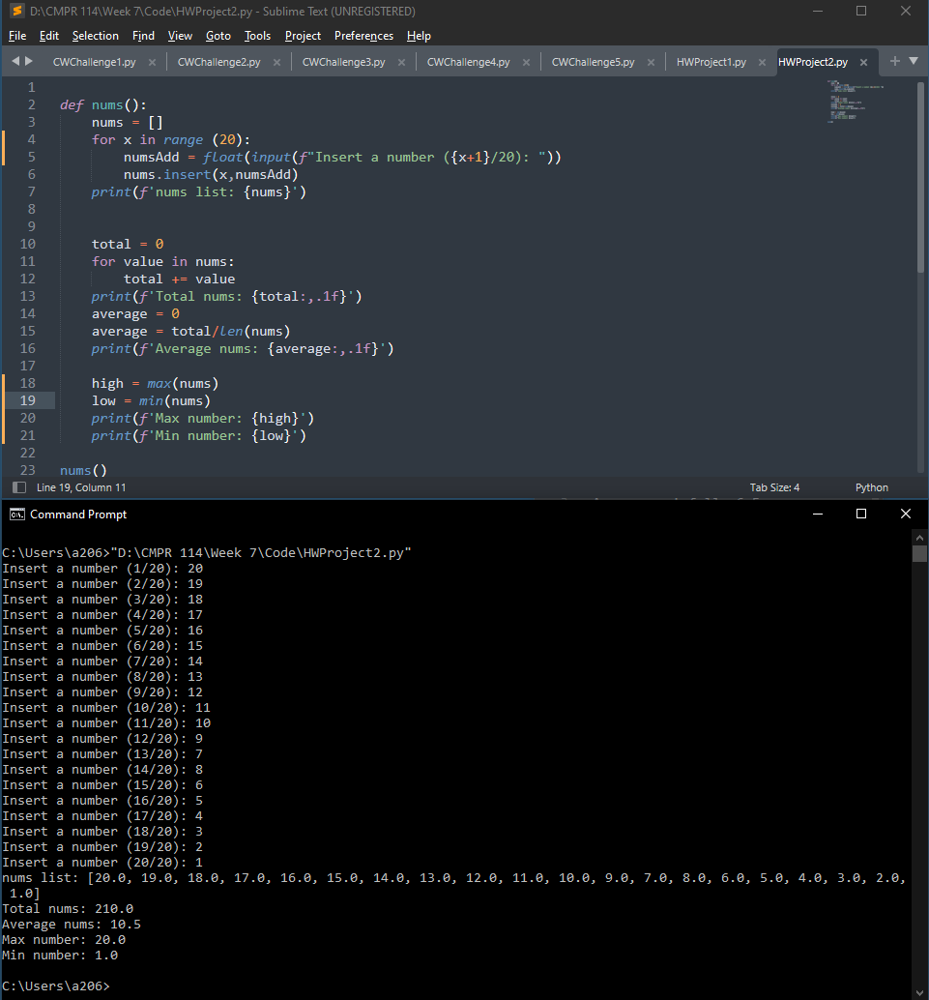 D:\CMPR 114\Week 7\Code\HWProject2.py - Sublime Text (UNREGISTERED)
File Edit Selection Find View Goto Tools Project Preferences Help
CWChallenge1.py CWChallenge2.py CWChallenge3.py CWChallenge4.py CWChallenge5.py HWProject1.py HWProject2.py
1
2 def nums():
3     nums = []
4     for x in range (20):
5         numsAdd = float(input(f"Insert a number ({x+1}/20): "))
6         nums.insert(x,numsAdd)
7     print(f'nums list: {nums}')
8
9
10     total = 0
11     for value in nums:
12         total += value
13     print(f'Total nums: {total:,.1f}')
14     average = 0
15     average = total/len(nums)
16     print(f'Average nums: {average:,.1f}')
17
18     high = max(nums)
19     low = min(nums)
20     print(f'Max number: {high}')
21     print(f'Min number: {low}')
22
23 nums()
Line 19, Column 11 Tab Size: 4 Python
Command Prompt
C:\Users\a206>"D:\CMPR 114\Week 7\Code\HWProject2.py"
Insert a number (1/20): 20
Insert a number (2/20): 19
Insert a number (3/20): 18
Insert a number (4/20): 17
Insert a number (5/20): 16
Insert a number (6/20): 15
Insert a number (7/20): 14
Insert a number (8/20): 13
Insert a number (9/20): 12
Insert a number (10/20): 11
Insert a number (11/20): 10
Insert a number (12/20): 9
Insert a number (13/20): 7
Insert a number (14/20): 8
Insert a number (15/20): 6
Insert a number (16/20): 5
Insert a number (17/20): 4
Insert a number (18/20): 3
Insert a number (19/20): 2
Insert a number (20/20): 1
nums list: [20.0, 19.0, 18.0, 17.0, 16.0, 15.0, 14.0, 13.0, 12.0, 11.0, 10.0, 9.0, 7.0, 8.0, 6.0, 5.0, 4.0, 3.0, 2.0,
 1.0]
Total nums: 210.0
Average nums: 10.5
Max number: 20.0
Min number: 1.0
C:\Users\a206>